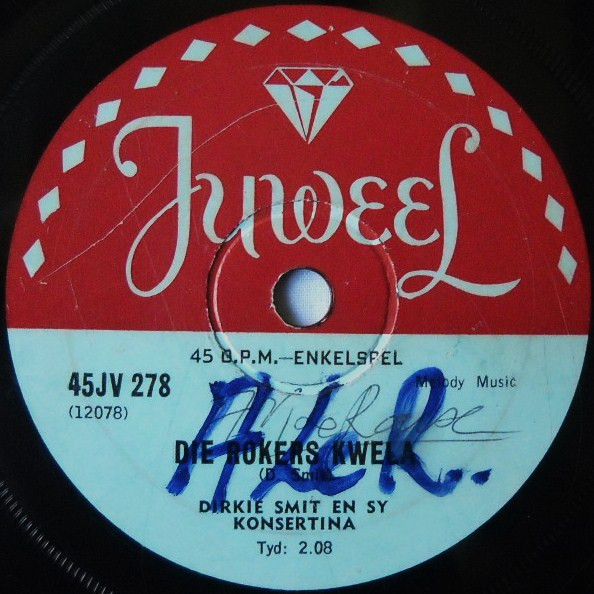 Juweel
45 O.P.M.—ENKELSPEL
45JV 278
Melody Music
(12078)
DIE ROKERS KWELA
(D. Smit)
DIRKIE SMIT EN SY
KONSERTINA
Tyd: 2.08